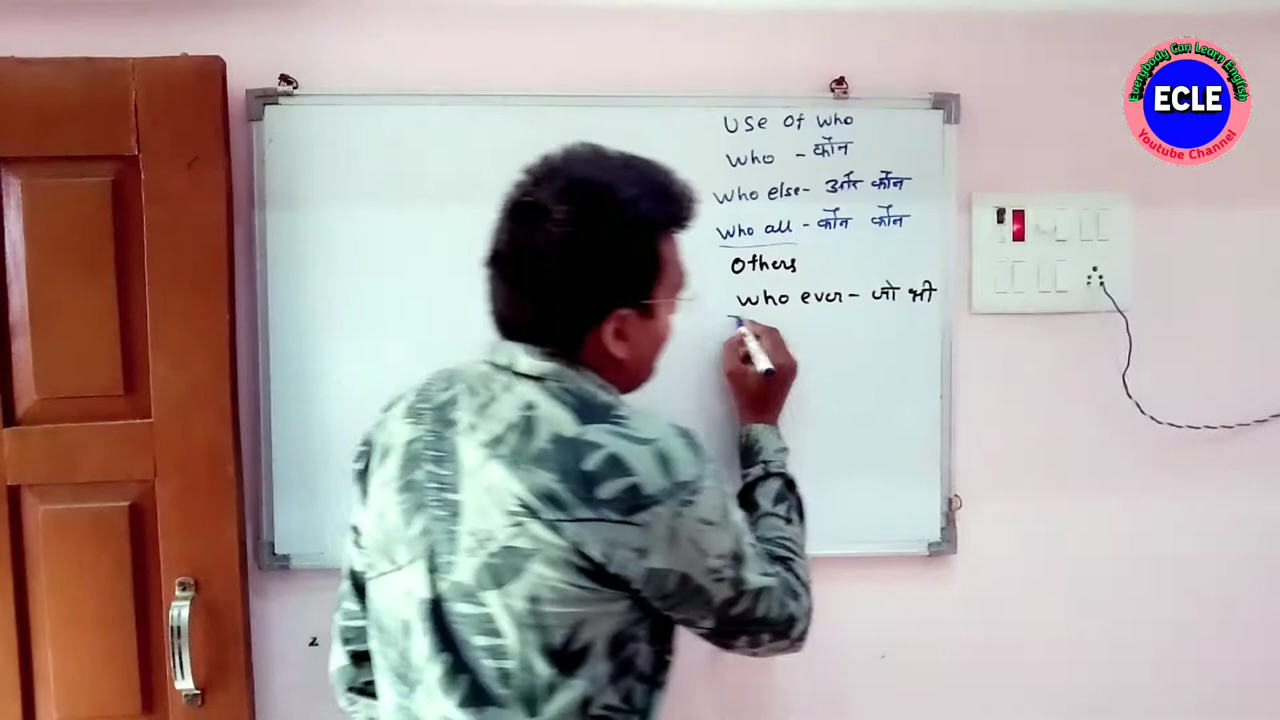 Use of who
who - कौन
who else- और कौन
who all - कौन कौन
Others
who ever- जो भी
Everybody Can Learn English
ECLE
Youtube Channel